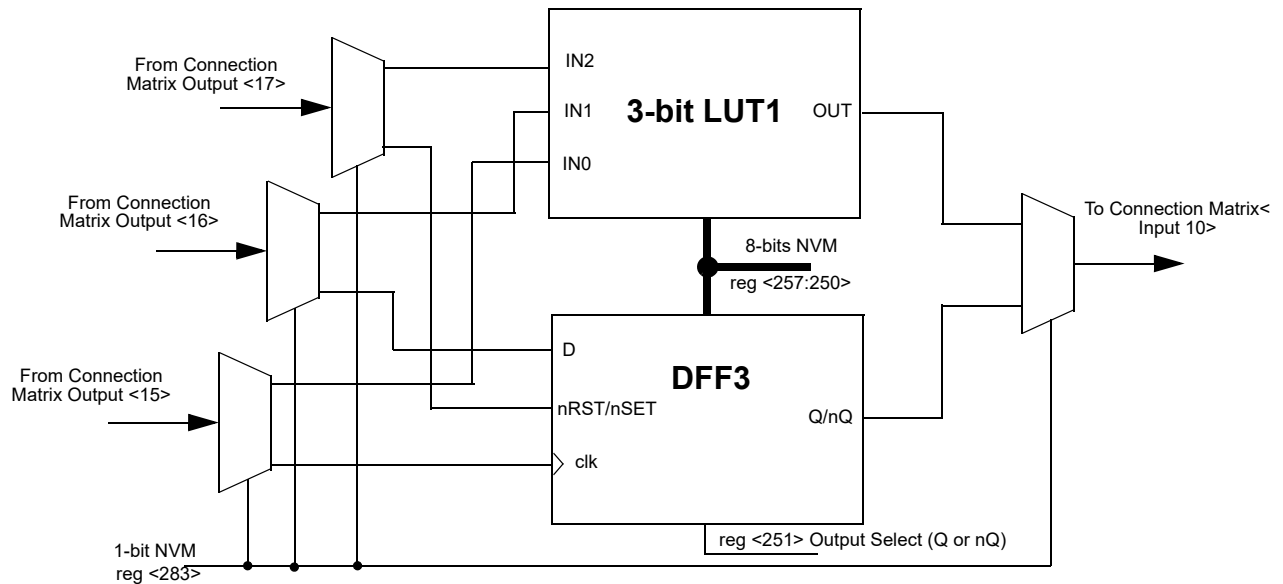 From Connection
Matrix Output <17>
IN2
IN1
IN0
3-bit LUT1
OUT
From Connection
Matrix Output <16>
To Connection Matrix<
Input 10>
8-bits NVM
reg <257:250>
From Connection
Matrix Output <15>
D
DFF3
nRST/nSET
Q/nQ
clk
reg <251> Output Select (Q or nQ)
1-bit NVM
reg <283>